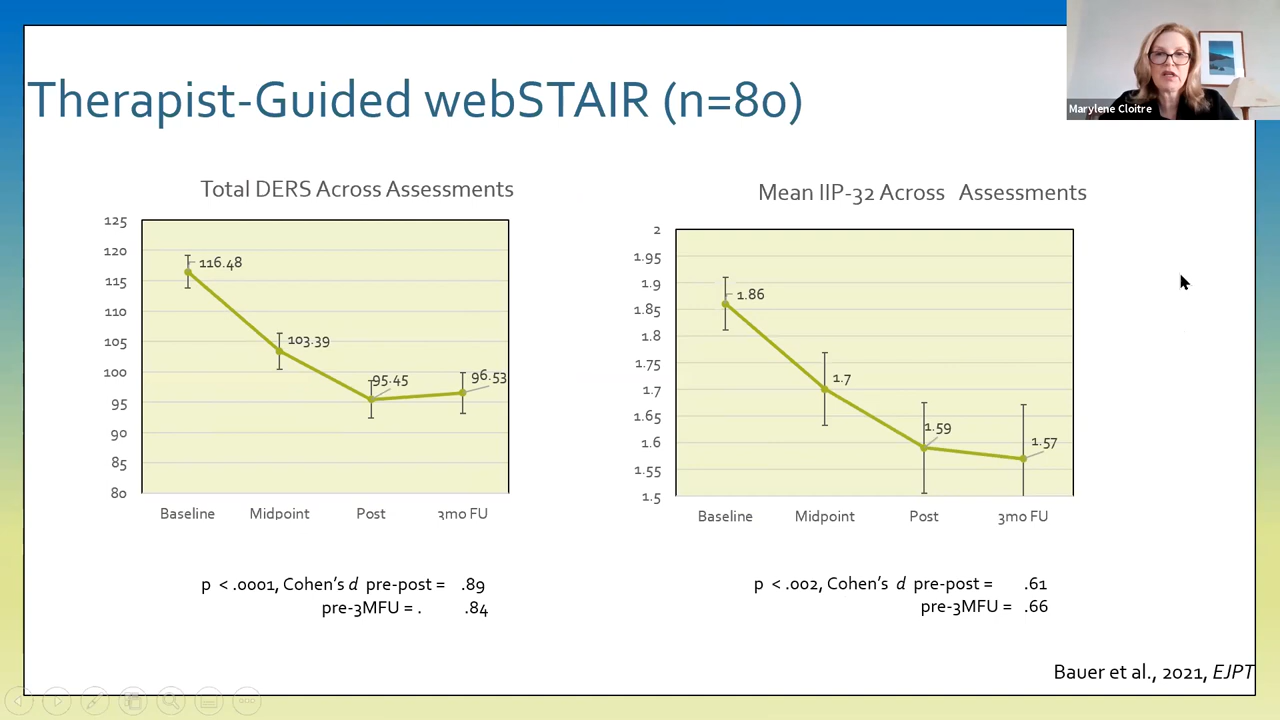 Marylene Cloitre
Therapist-Guided webSTAIR (n=80)
Total DERS Across Assessments
125
120
115
110
105
100
95
90
85
80
116.48
103.39
95.45
96.53
Baseline Midpoint Post 3mo FU
p < .0001, Cohen's d pre-post = .89
pre-3MFU = . .84
Mean IIP-32 Across Assessments
2
1.95
1.9
1.85
1.8
1.75
1.7
1.65
1.6
1.55
1.5
1.86
1.7
1.59
1.57
Baseline Midpoint Post 3mo FU
p < .002, Cohen's d pre-post = .61
pre-3MFU = .66
Bauer et al., 2021, EJPT